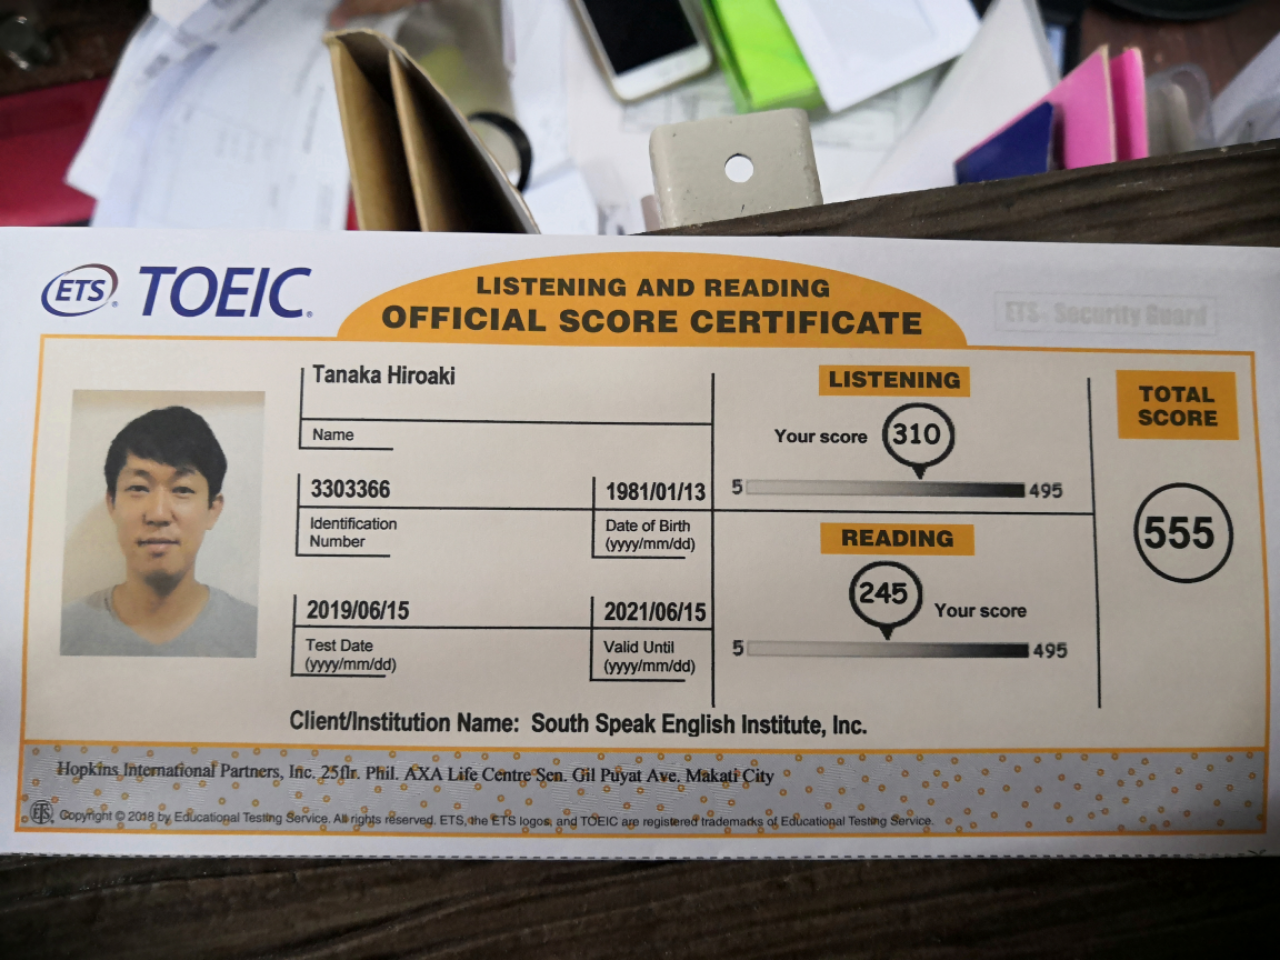 ETS TOEIC.
LISTENING AND READING
OFFICIAL SCORE CERTIFICATE
ETS Security Guard
Tanaka Hiroaki
Name
3303366
Identification
Number
1981/01/13
Date of Birth
(yyyy/mm/dd)
2019/06/15
Test Date
(yyyy/mm/dd)
2021/06/15
Valid Until
(yyyy/mm/dd)
LISTENING
Your score 310
5 495
READING
245 Your score
5 495
TOTAL
SCORE
555
Client/Institution Name: South Speak English Institute, Inc.
Hopkins International Partners, Inc. 25flr. Phil. AXA Life Centre Sen. Gil Puyat Ave. Makati City
ETS Copyright © 2018 by Educational Testing Service. All rights reserved. ETS, the ETS logos, and TOEIC are registered trademarks of Educational Testing Service.